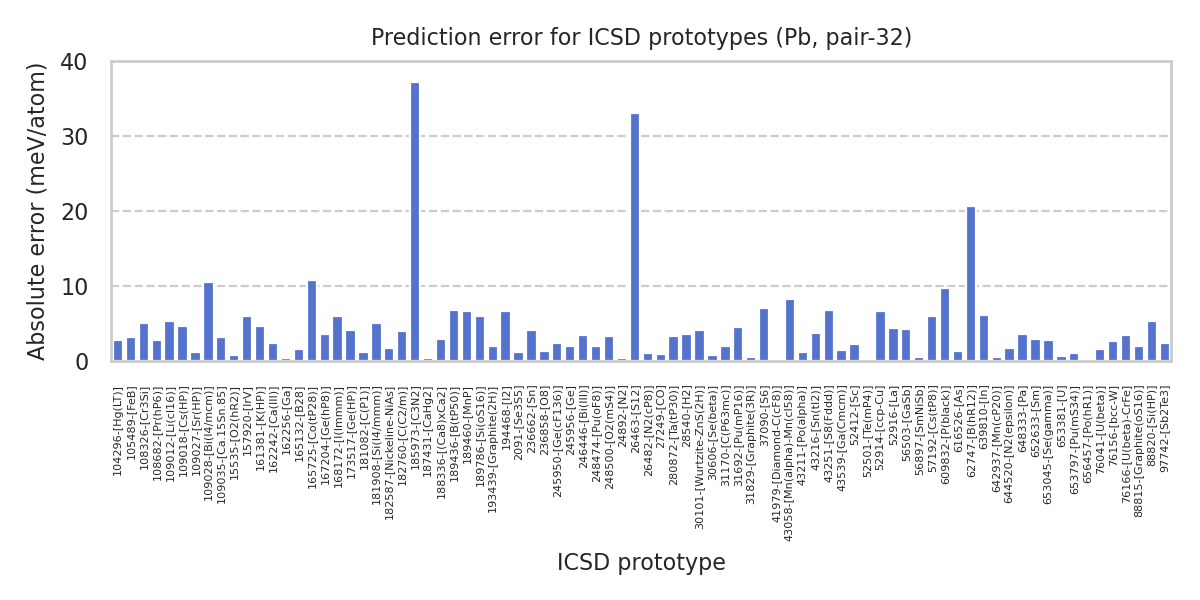 Prediction error for ICSD prototypes (Pb, pair-32)
Absolute error (meV/atom)
40
30
20
10
0
104296-[Hg(LT)]
105489-[FeB]
108326-[Cr3Si]
108682-[Pr(hP6)]
109012-[Li(cI16)]
109018-[Cs(HP)]
109027-[Sr(HP)]
109028-[Bi(I4/mcm)]
109035-[Ca.15Sn.85]
15535-[O2(hR2)]
157920-[IrV]
161381-[K(HP)]
162242-[Ca(III)]
162256-[Ga]
165132-[B28]
165725-[Co(tP28)]
167204-[Ge(hP8)]
168172-[I(Immm)]
173517-[Ge(HP)]
181082-[C(P1)]
181908-[Si(I4/mmm)]
182587-[Nickeline-NiAs]
182760-[C(C2/m)]
185973-[C3N2]
187431-[CaHg2]
188336-[(Ca8)xCa2]
189436-[B(tP50)]
189460-[MnP]
189786-[Si(oS16)]
193439-[Graphite(2H)]
194468-[I2]
2091-[Se3S5]
236662-[Sn]
236858-[O8]
245950-[Ge(cF136)]
245956-[Ge]
246446-[Bi(III)]
248474-[Pu(oF8)]
248500-[O2(mS4)]
24892-[N2]
26463-[S12]
26482-[N2(cP8)]
27249-[CO]
280872-[Ta(tP30)]
28540-[H2]
30101-[Wurtzite-ZnS(2H)]
30606-[Se(beta)]
31170-[C(P63mc)]
31692-[Pu(mP16)]
31829-[Graphite(3R)]
37090-[S6]
41979-[Diamond-C(cF8)]
43058-[Mn(alpha)-Mn(cI58)]
43211-[Po(alpha)]
43216-[Sn(tI2)]
43251-[S8(Fddd)]
43539-[Ga(Cmcm)]
52412-[Sc]
52501-[Te(mP4)]
52914-[ccp-Cu]
52916-[La]
56503-[GaSb]
56897-[SmNiSb]
57192-[Cs(tP8)]
609832-[P(black)]
616526-[As]
62747-[B(hR12)]
639810-[In]
642937-[Mn(cP20)]
644520-[N2(epsilon)]
648333-[Pa]
652633-[Sm]
653045-[Se(gamma)]
653381-[U]
653797-[Pu(mS34)]
656457-[Po(hR1)]
76041-[U(beta)]
76156-[bcc-W]
76166-[U(beta)-CrFe]
88815-[Graphite(oS16)]
88820-[Si(HP)]
97742-[Sb2Te3]
ICSD prototype